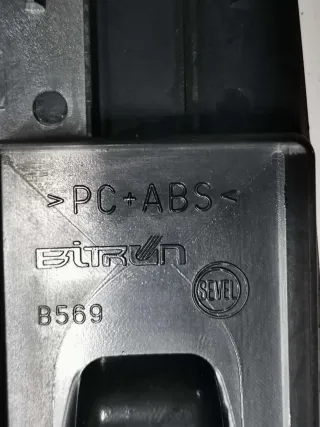 >PC+ABS<
BITRON
SEVEL
B569